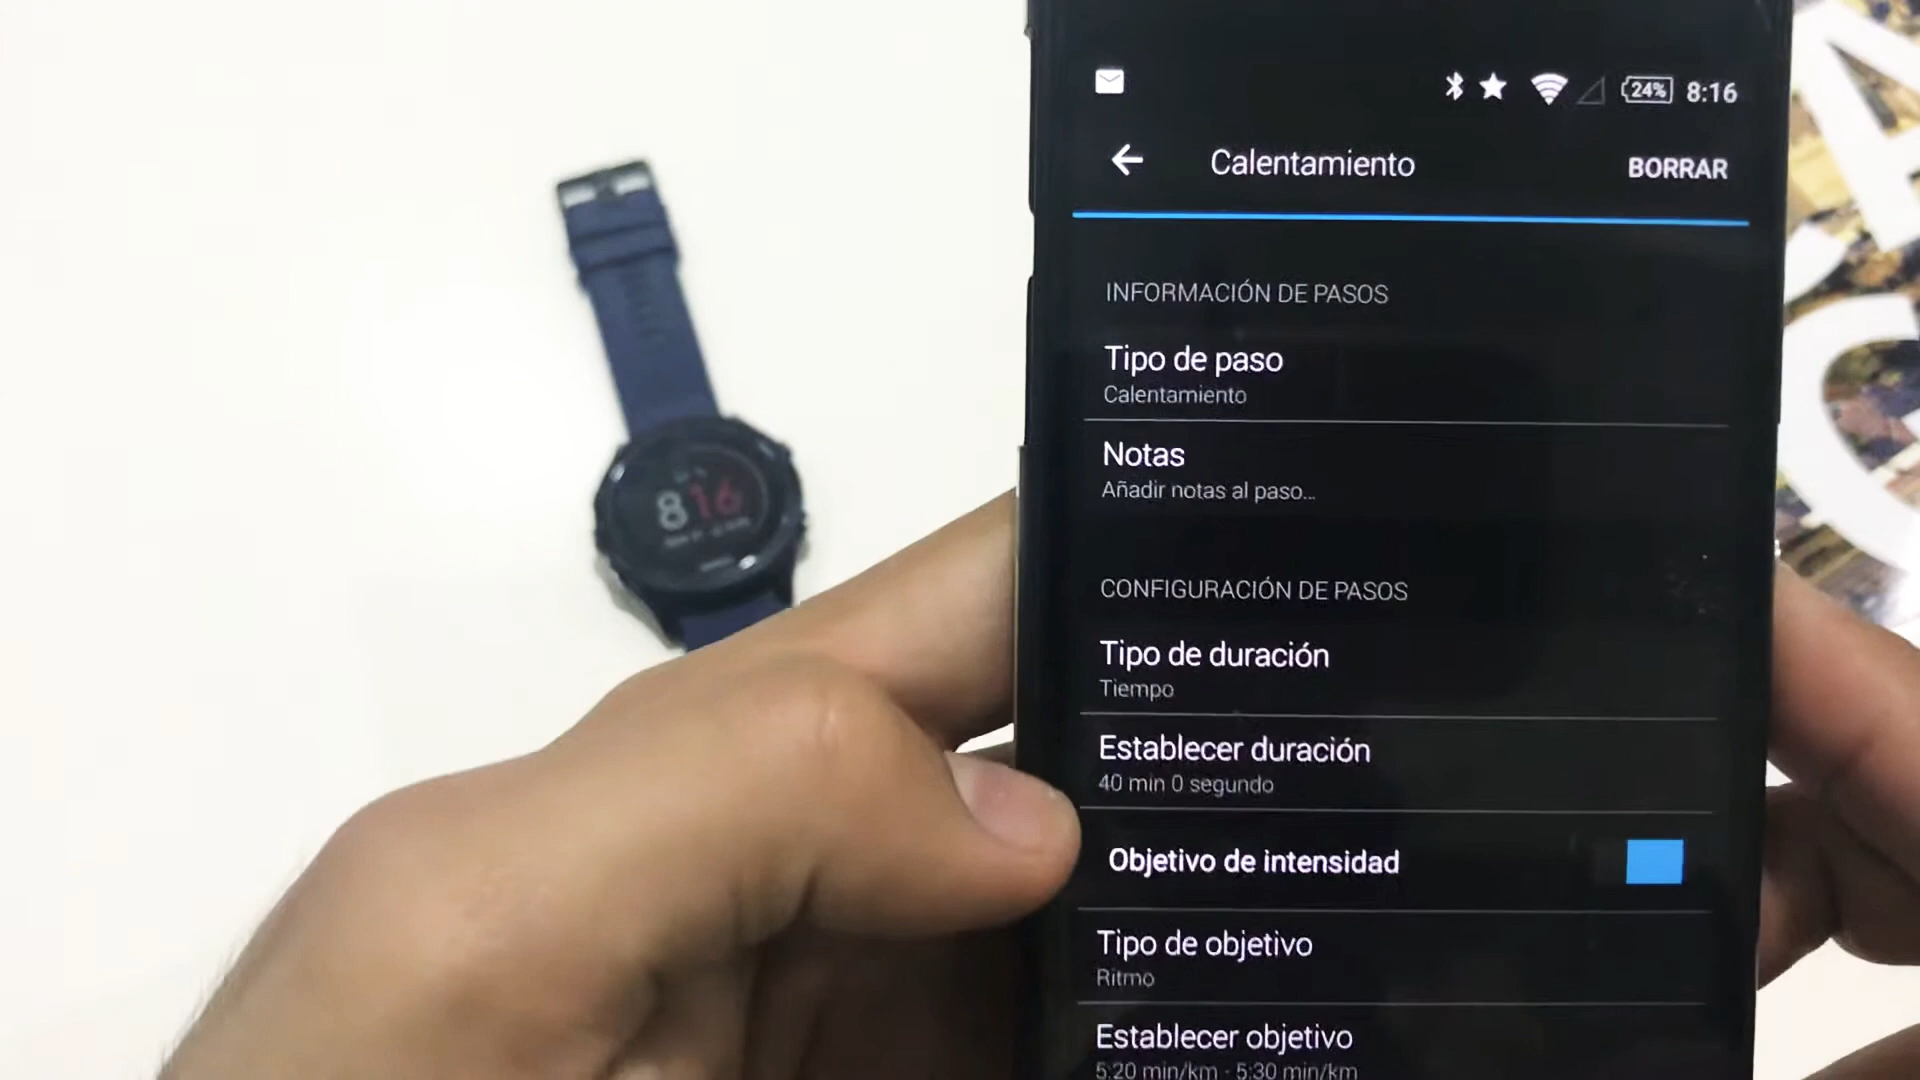 24% 8:16
Calentamiento BORRAR
INFORMACIÓN DE PASOS
Tipo de paso
Calentamiento
Notas
Añadir notas al paso...
CONFIGURACIÓN DE PASOS
Tipo de duración
Tiempo
Establecer duración
40 min 0 segundo
Objetivo de intensidad
Tipo de objetivo
Ritmo
Establecer objetivo
5:20 min/km - 5:30 min/km
816